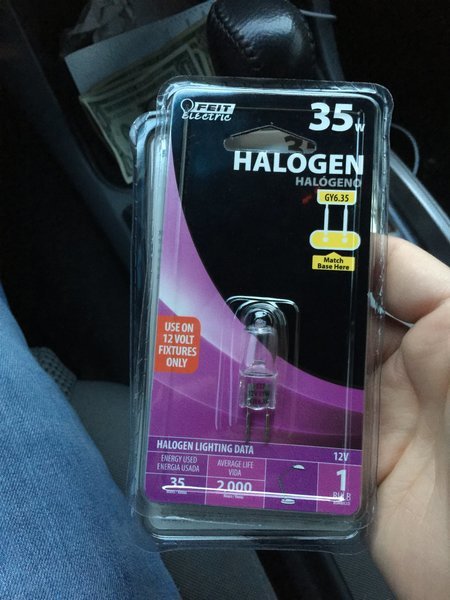 FEIT
ELECTRIC
35W
HALOGEN
HALÓGENO
GY6.35
Match
Base Here
USE ON
12 VOLT
FIXTURES
ONLY
HALOGEN LIGHTING DATA
12V
ENERGY USED
ENERGIA USADA
35
AVERAGE LIFE
VIDA
2,000
1
BULB